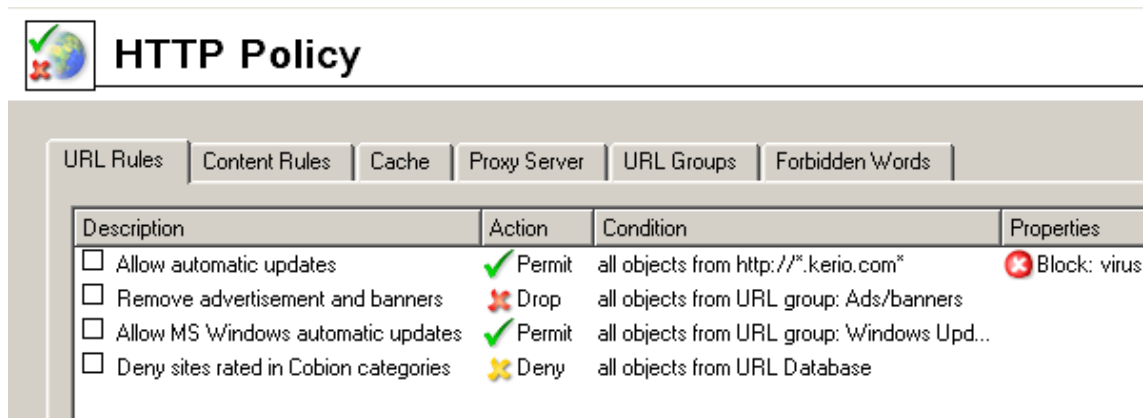 HTTP Policy
URL Rules Content Rules Cache Proxy Server URL Groups Forbidden Words
Description Action Condition Properties
Allow automatic updates Permit all objects from http://*.kerio.com* Block: virus
Remove advertisement and banners Drop all objects from URL group: Ads/banners
Allow MS Windows automatic updates Permit all objects from URL group: Windows Upd...
Deny sites rated in Cobion categories Deny all objects from URL Database